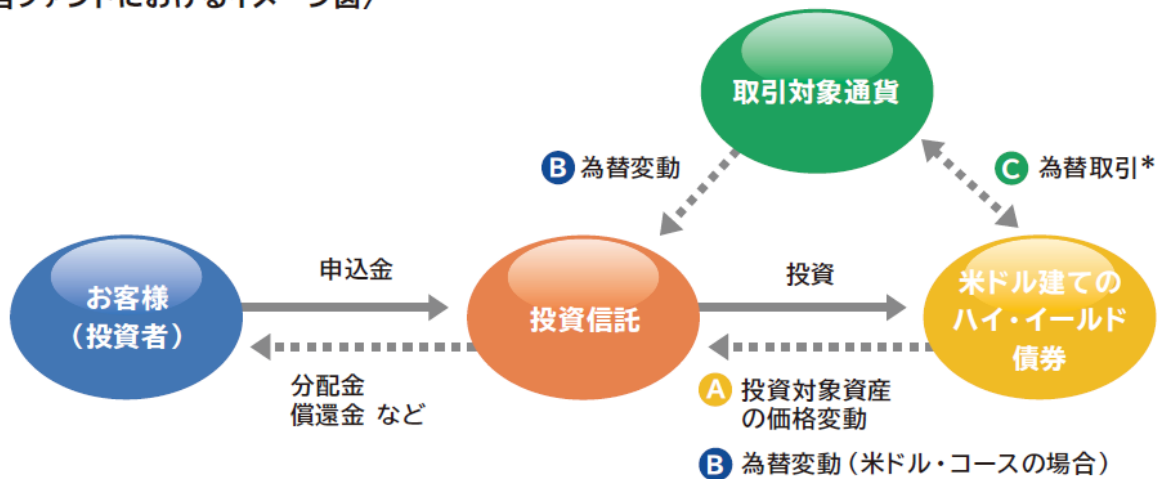 取引対象通貨
B 為替変動
C 為替取引*
お客様
（投資者）
申込金
投資信託
投資
米ドル建ての
ハイ・イールド
債券
分配金
償還金 など
A 投資対象資産
の価格変動
B 為替変動（米ドル・コースの場合）